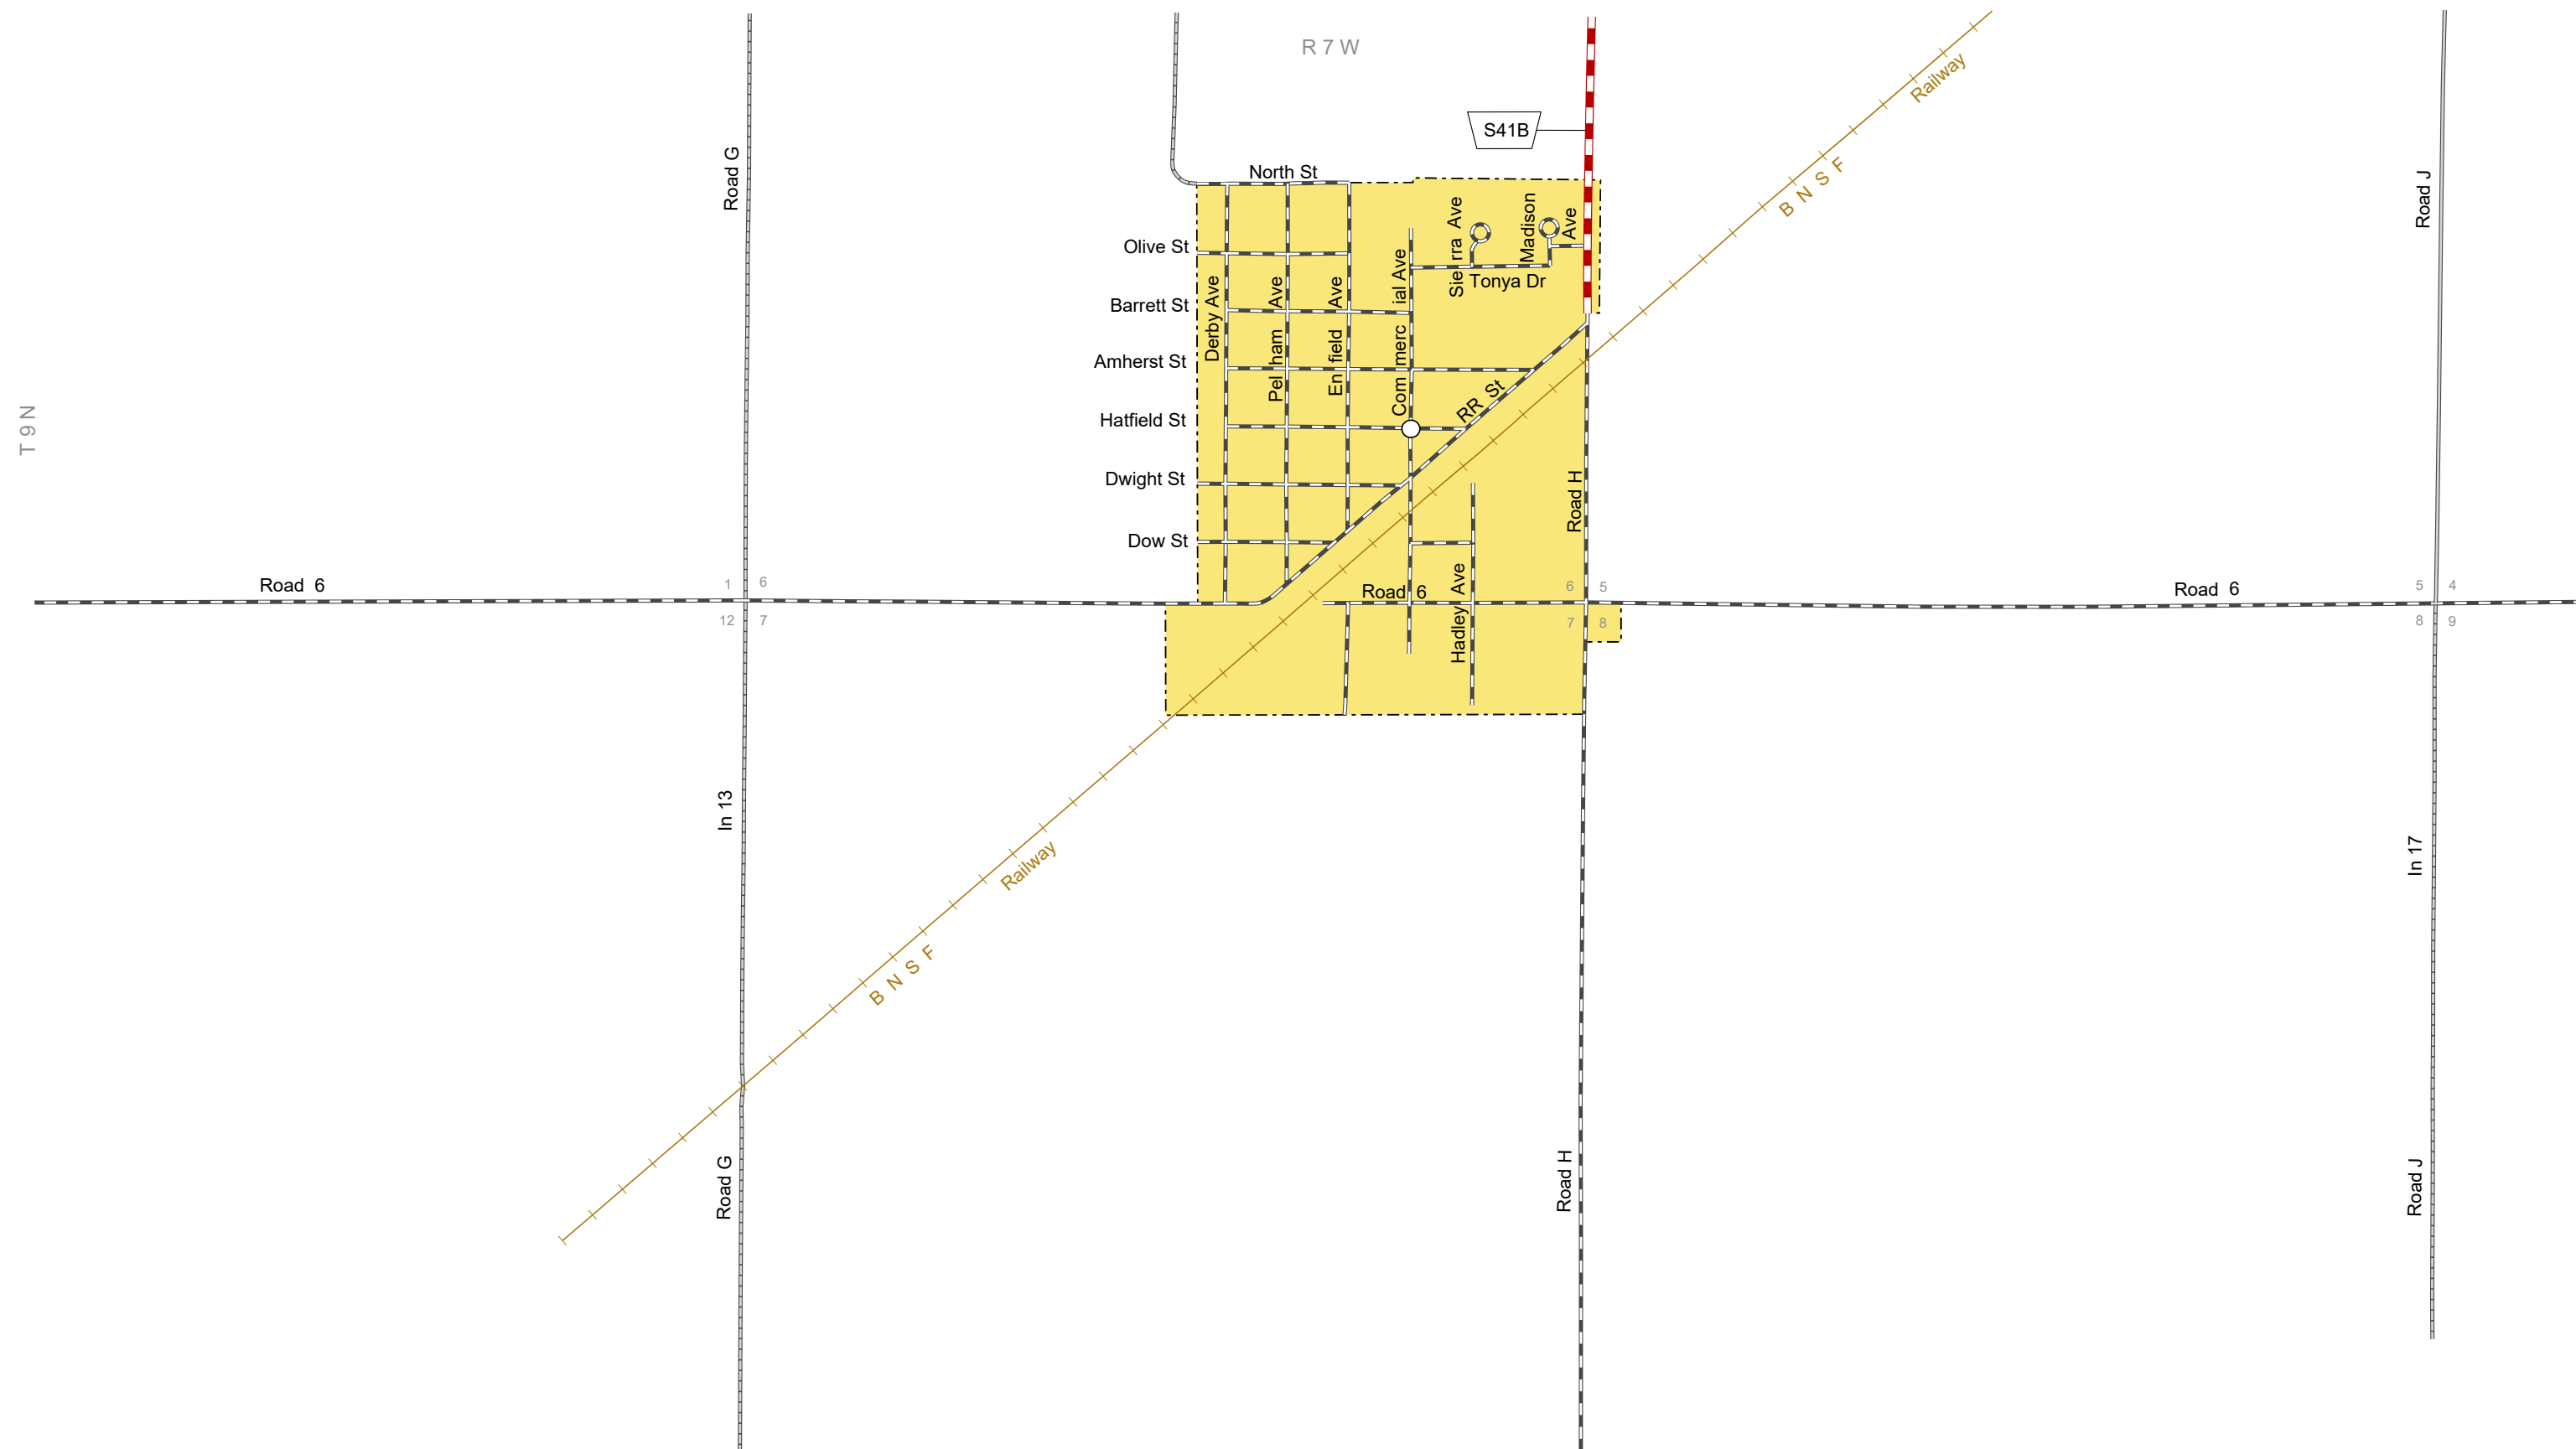 R 7 W
S41B
Railway
B N S F
Road G
Road J
North St
Olive St
Barrett St
Amherst St
Hatfield St
Dwight St
Dow St
Derby Ave
Pel ham Ave
En field Ave
Com merc ial Ave
Sie rra Ave
Madison Ave
Tonya Dr
RR St
T 9 N
Road H
Road 6
1 6
12 7
Road 6
Hadley Ave
6 5
7 8
Road 6
5 4
8 9
ln 13
ln 17
Railway
B N S F
Road G
Road H
Road J